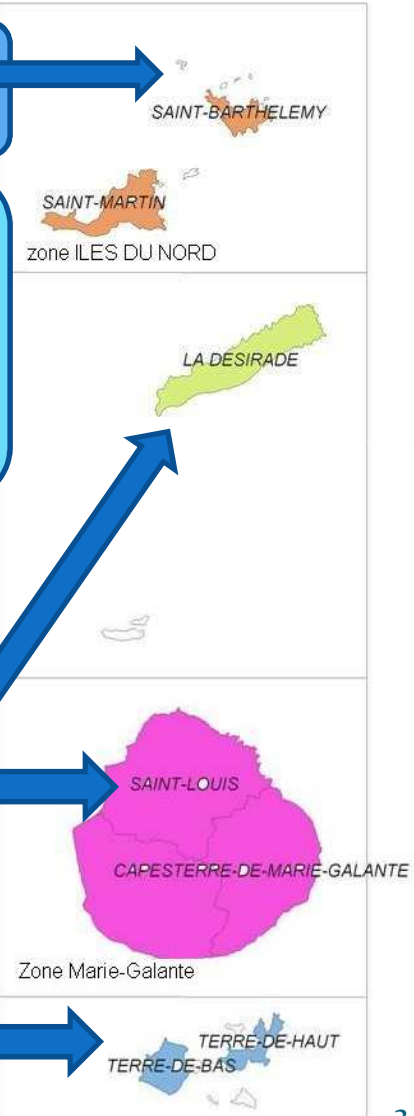 SAINT-BARTHELEMY
SAINT-MARTIN
zone ILES DU NORD
LA DESIRADE
SAINT-LOUIS
CAPESTERRE-DE-MARIE-GALANTE
Zone Marie-Galante
TERRE-DE-HAUT
TERRE-DE-BAS